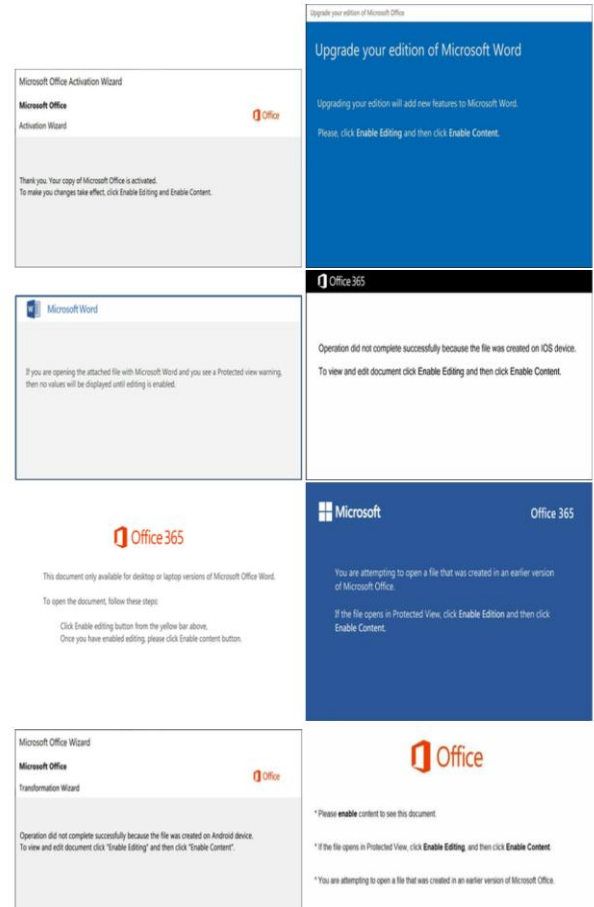 Microsoft Office Activation Wizard
Microsoft Office
Activation Wizard
Office
Thank you. Your copy of Microsoft Office is activated.
To make you changes take effect, click Enable Editing and Enable Content.
Upgrade your edition of Microsoft Office
Upgrade your edition of Microsoft Word
Upgrading your edition will add new features to Microsoft Word.
Please, click Enable Editing and then click Enable Content.
Microsoft Word
If you are opening the attached file with Microsoft Word and you see a Protected view warning,
then no values will be displayed until editing is enabled.
Office 365
Operation did not complete successfully because the file was created on IOS device.
To view and edit document click Enable Editing and then click Enable Content.
Office 365
This document only available for desktop or laptop versions of Microsoft Office Word.
To open the document, follow these steps:
Click Enable editing button from the yellow bar above,
Once you have enabled editing, please click Enable content button.
Microsoft
Office 365
You are attempting to open a file that was created in an earlier version
of Microsoft Office.
If the file opens in Protected View, click Enable Edition and then click
Enable Content.
Microsoft Office Wizard
Microsoft Office
Transformation Wizard
Office
Operation did not complete successfully because the file was created on Android device.
To view and edit document click "Enable Editing" and then click "Enable Content".
Office
* Please enable content to see this document.
* If the file opens in Protected View, click Enable Editing, and then click Enable Content.
* You are attempting to open a file that was created in an earlier version of Microsoft Office.